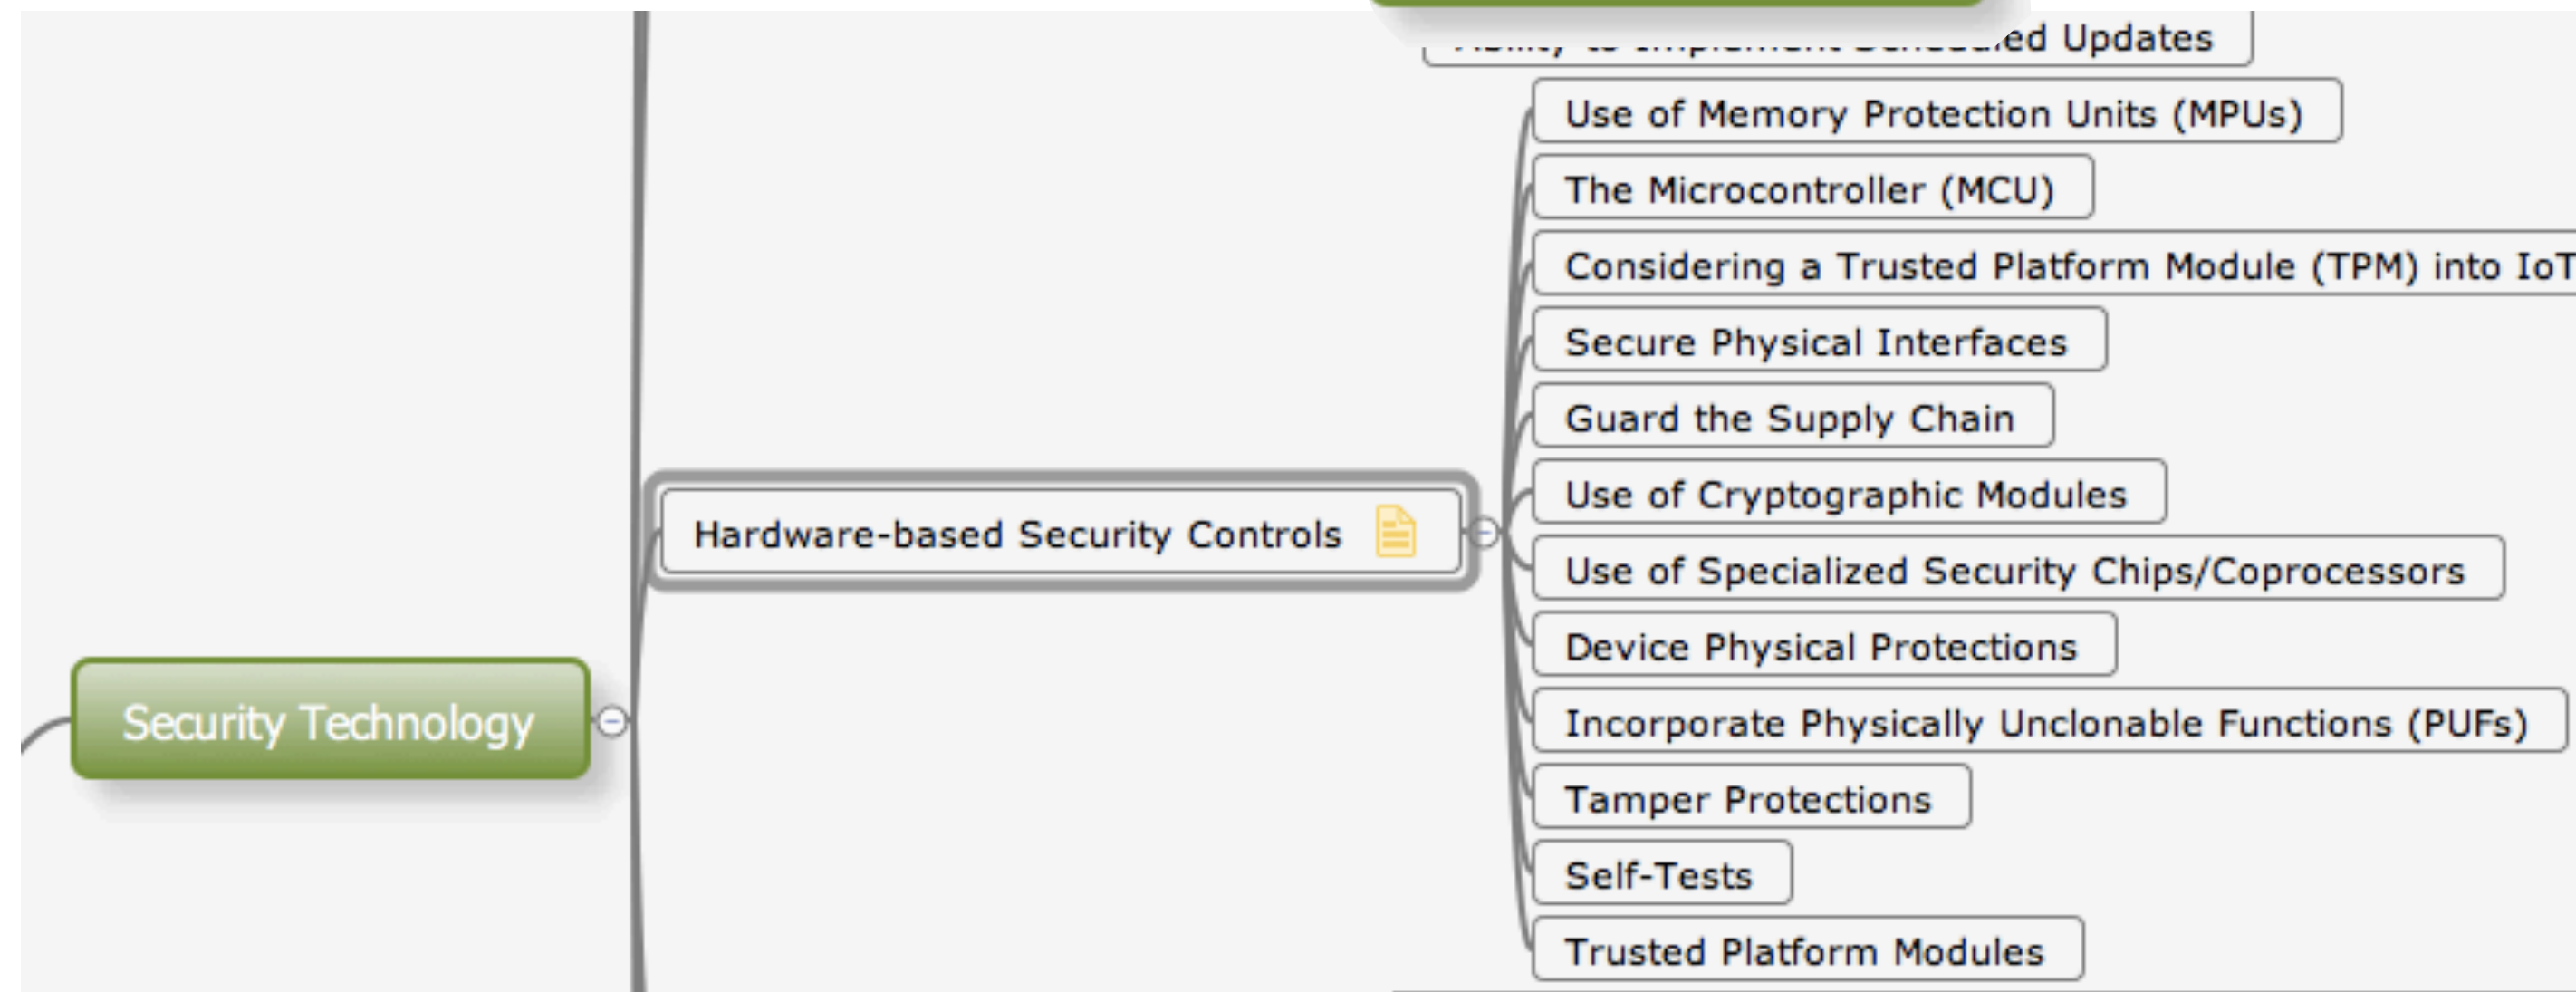 Scheduled Updates
Use of Memory Protection Units (MPUs)
The Microcontroller (MCU)
Considering a Trusted Platform Module (TPM) into IoT
Secure Physical Interfaces
Guard the Supply Chain
Use of Cryptographic Modules
Hardware-based Security Controls
Use of Specialized Security Chips/Coprocessors
Device Physical Protections
Security Technology
Incorporate Physically Unclonable Functions (PUFs)
Tamper Protections
Self-Tests
Trusted Platform Modules